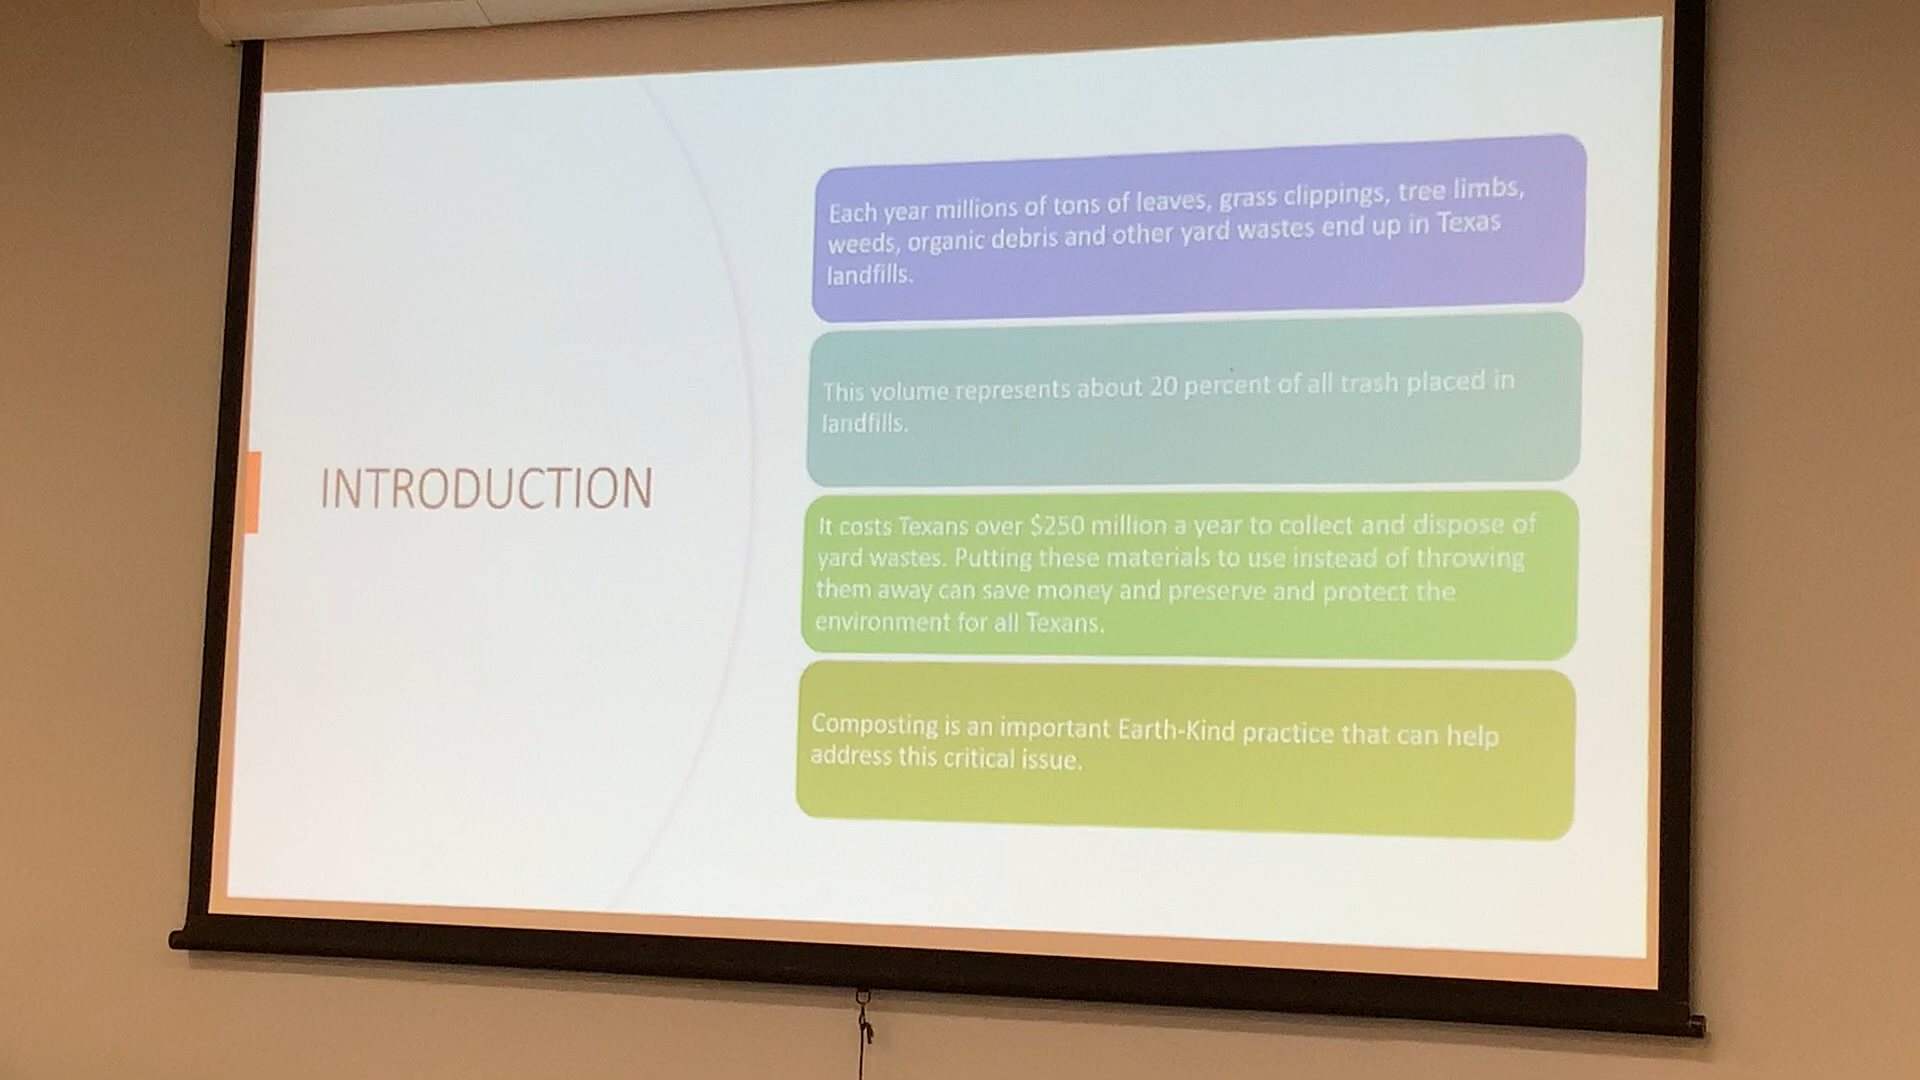 INTRODUCTION
Each year millions of tons of leaves, grass clippings, tree limbs,
weeds, organic debris and other yard wastes end up in Texas
landfills.
This volume represents about 20 percent of all trash placed in
landfills.
It costs Texans over $250 million a year to collect and dispose of
yard wastes. Putting these materials to use instead of throwing
them away can save money and preserve and protect the
environment for all Texans.
Composting is an important Earth-Kind practice that can help
address this critical issue.